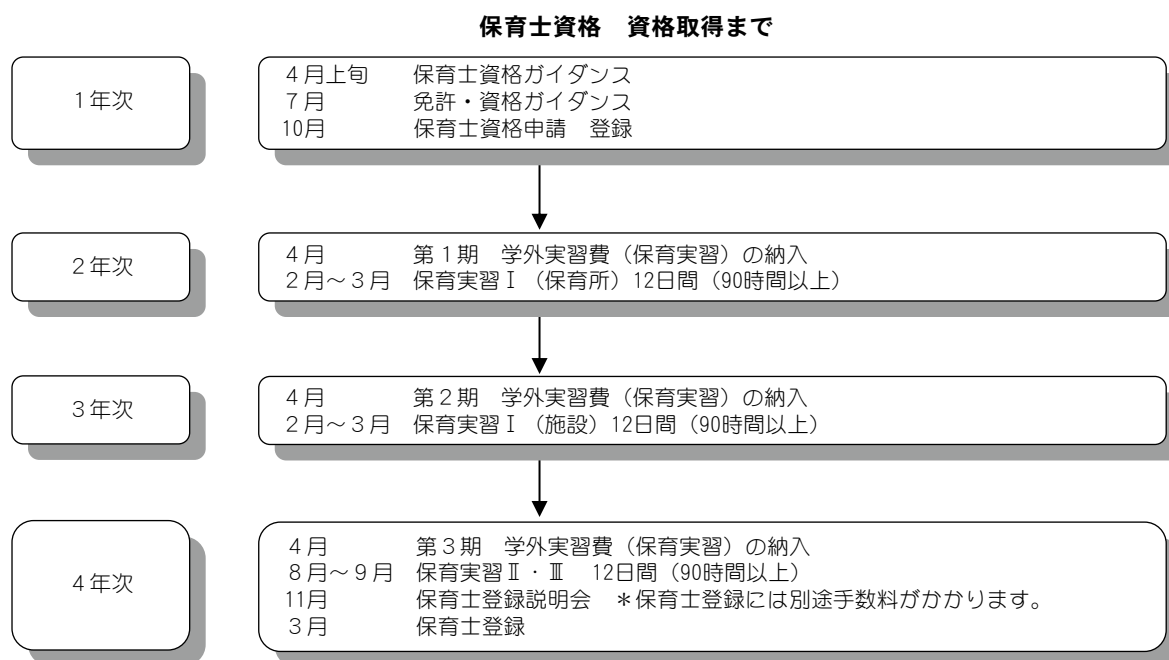 保育士資格　資格取得まで
１年次
４月上旬　　保育士資格ガイダンス
７月　　　　免許・資格ガイダンス
10月　　　　保育士資格申請　登録
２年次
４月　　　　第１期　学外実習費（保育実習）の納入
２月～３月　保育実習Ⅰ（保育所）12日間（90時間以上）
３年次
４月　　　　第２期　学外実習費（保育実習）の納入
２月～３月　保育実習Ⅰ（施設）12日間（90時間以上）
４年次
４月　　　　第３期　学外実習費（保育実習）の納入
８月～９月　保育実習Ⅱ・Ⅲ　12日間（90時間以上）
11月　　　　保育士登録説明会　＊保育士登録には別途手数料がかかります。
３月　　　　保育士登録